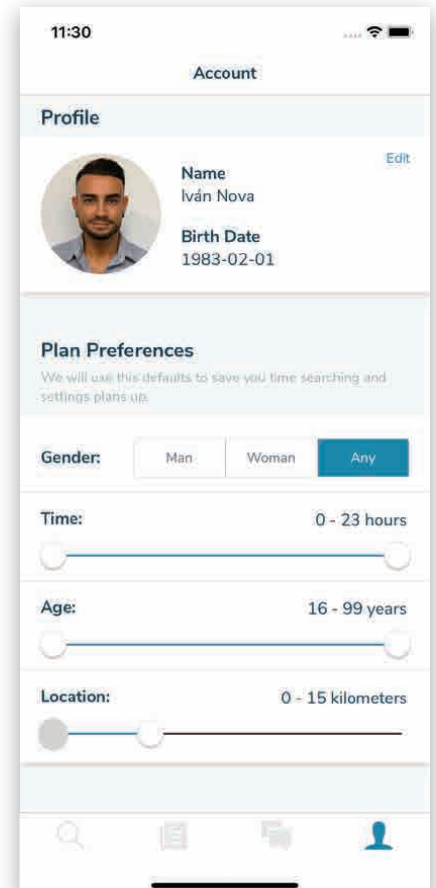 11:30
Account
Profile
Edit
Name
Iván Nova
Birth Date
1983-02-01
Plan Preferences
We will use this defaults to save you time searching and
settings plans up.
Gender:
Man
Woman
Any
Time:
0 - 23 hours
Age:
16 - 99 years
Location:
0 - 15 kilometers